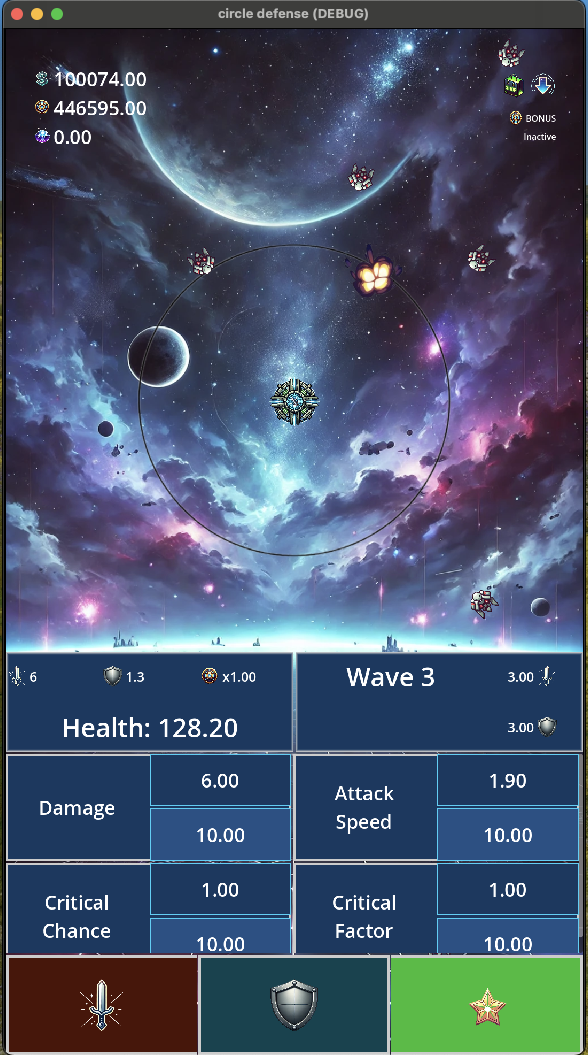 circle defense (DEBUG)
100074.00
446595.00
0.00
BONUS
Inactive
6
1.3
x1.00
Health: 128.20
Wave 3
3.00
3.00
Damage
6.00
10.00
Attack
Speed
1.90
10.00
Critical
Chance
1.00
10.00
Critical
Factor
1.00
10.00